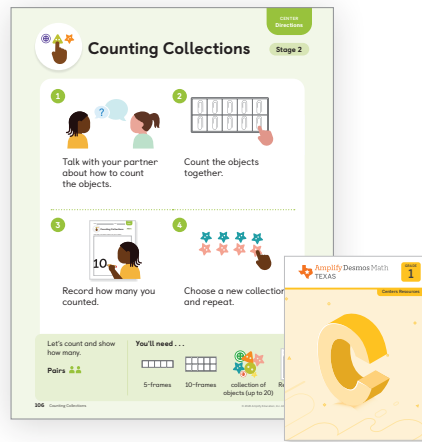 CENTER
Directions
Counting Collections
Stage 2
1
?
Talk with your partner
about how to count
the objects.
2
Count the objects
together.
3
10
Record how many you
counted.
4
Choose a new collection
and repeat.
Let's count and show
how many.
Pairs
You'll need . . .
5-frames
10-frames
collection of
objects (up to 20)
106 Counting Collections
Amplify Desmos Math
TEXAS
GRADE
1
Centers Resources